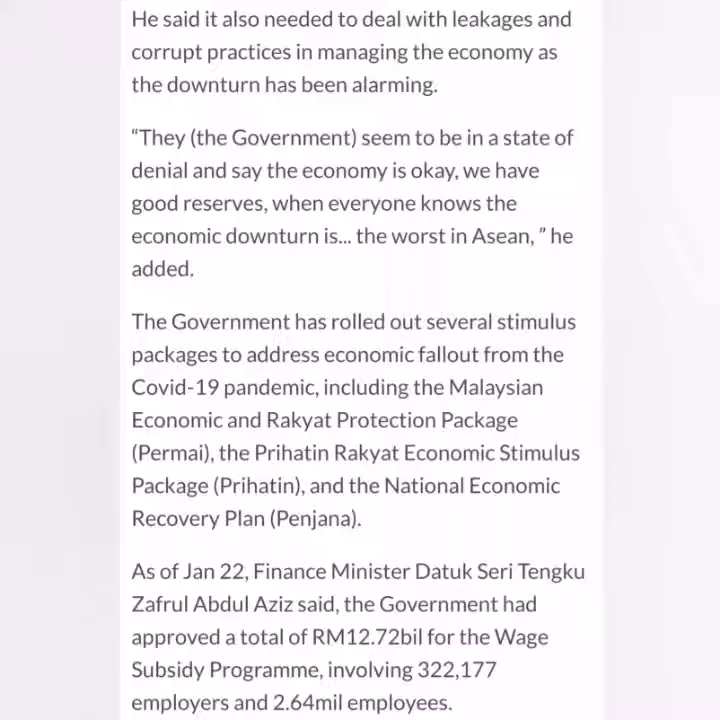 He said it also needed to deal with leakages and
corrupt practices in managing the economy as
the downturn has been alarming.
“They (the Government) seem to be in a state of
denial and say the economy is okay, we have
good reserves, when everyone knows the
economic downturn is... the worst in Asean, ” he
added.
The Government has rolled out several stimulus
packages to address economic fallout from the
Covid-19 pandemic, including the Malaysian
Economic and Rakyat Protection Package
(Permai), the Prihatin Rakyat Economic Stimulus
Package (Prihatin), and the National Economic
Recovery Plan (Penjana).
As of Jan 22, Finance Minister Datuk Seri Tengku
Zafrul Abdul Aziz said, the Government had
approved a total of RM12.72bil for the Wage
Subsidy Programme, involving 322,177
employers and 2.64mil employees.